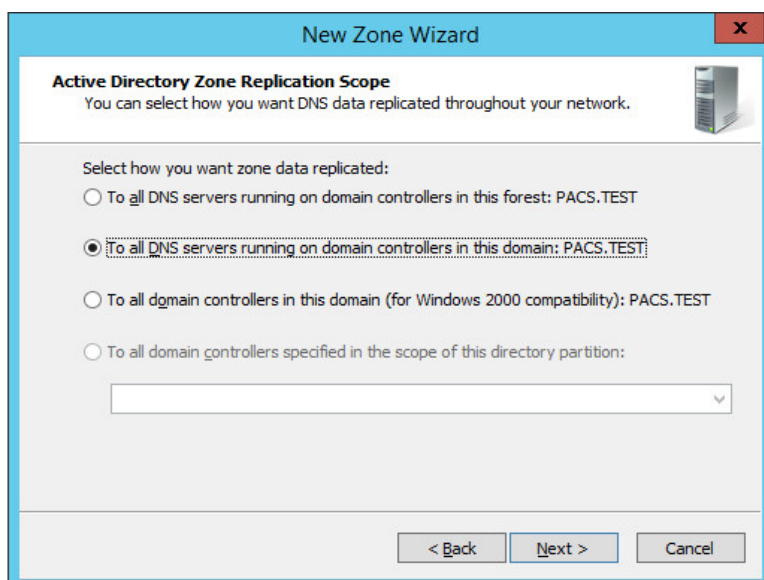 New Zone Wizard
x
Active Directory Zone Replication Scope
You can select how you want DNS data replicated throughout your network.
Select how you want zone data replicated:
To all DNS servers running on domain controllers in this forest: PACS.TEST
To all DNS servers running on domain controllers in this domain: PACS.TEST
To all domain controllers in this domain (for Windows 2000 compatibility): PACS.TEST
To all domain controllers specified in the scope of this directory partition:
< Back Next > Cancel